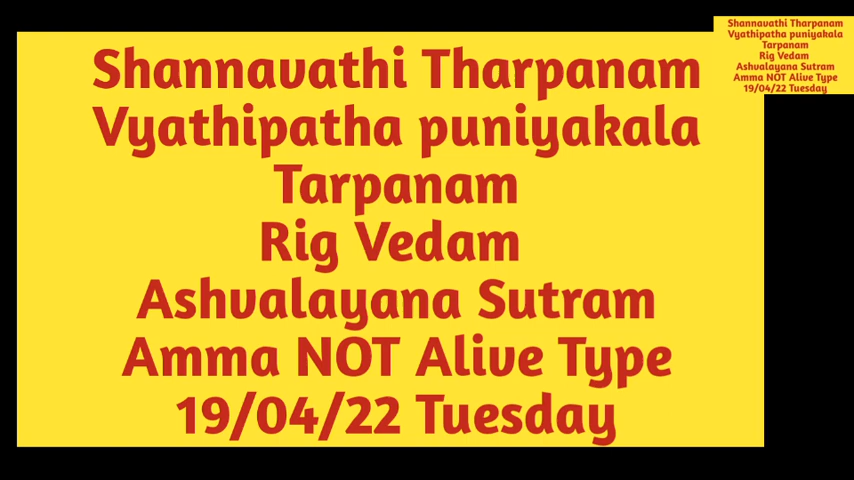 Shannavathi Tharpanam
Vyathipatha puniyakala
Tarpanam
Rig Vedam
Ashvalayana Sutram
Amma NOT Alive Type
19/04/22 Tuesday
Shannavathi Tharpanam
Vyathipatha puniyakala
Tarpanam
Rig Vedam
Ashvalayana Sutram
Amma NOT Alive Type
19/04/22 Tuesday